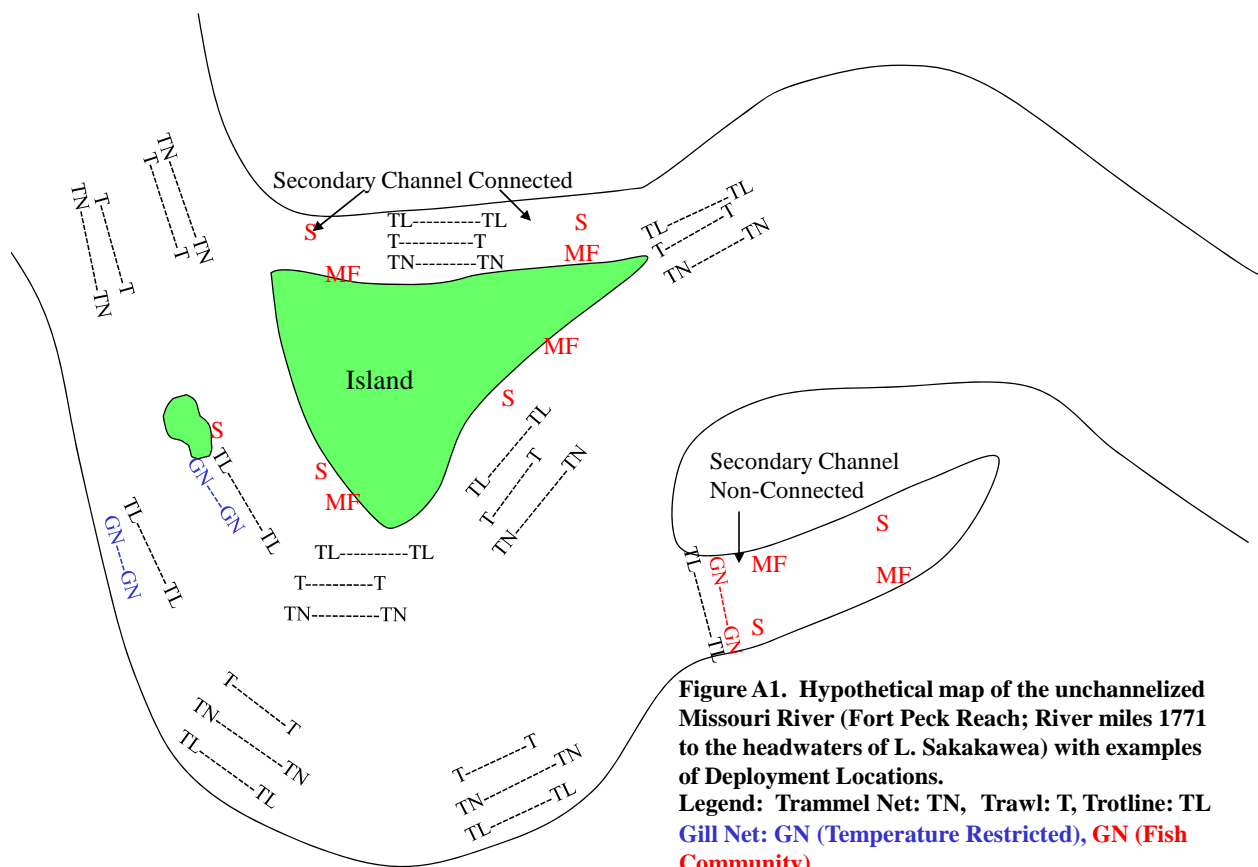 TN
T
T
TN
TN
T
TN
T
Secondary Channel Connected
S
S
TL----------TL
T----------T
TN--------TN
MF
MF
TL--------TL
T--------T
TN--------TN
MF
Island
S
S
S
MF
TL--------TL
T------T
TN--------TN
GN----GN
TL--------TL
TL--------TL
GN----GN
TL----------TL
T----------T
TN----------TN
Secondary Channel
Non-Connected
S
MF
MF
S
TL--------TL
GN------GN
T--------T
TN----------TN
TL--------TL
T--------T
TN----------TN
TL--------TL
Figure A1. Hypothetical map of the unchannelized
Missouri River (Fort Peck Reach; River miles 1771
to the headwaters of L. Sakakawea) with examples
of Deployment Locations.
Legend: Trammel Net: TN, Trawl: T, Trotline: TL
Gill Net: GN (Temperature Restricted), GN (Fish
Community)